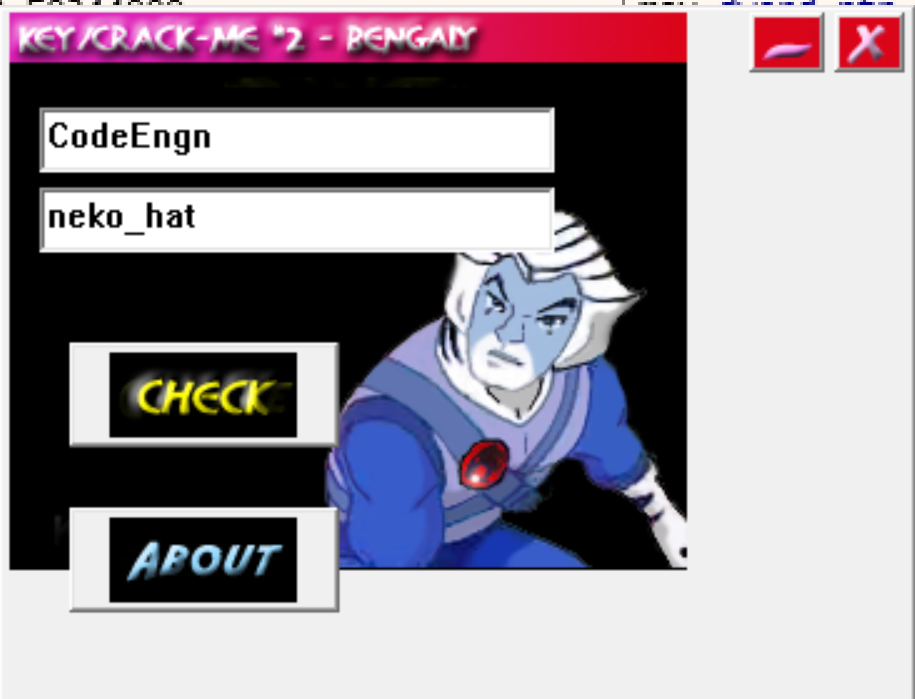 KEY/CRACK-ME "2 - BENGALY
CodeEngn
neko_hat
CHECK
ABOUT